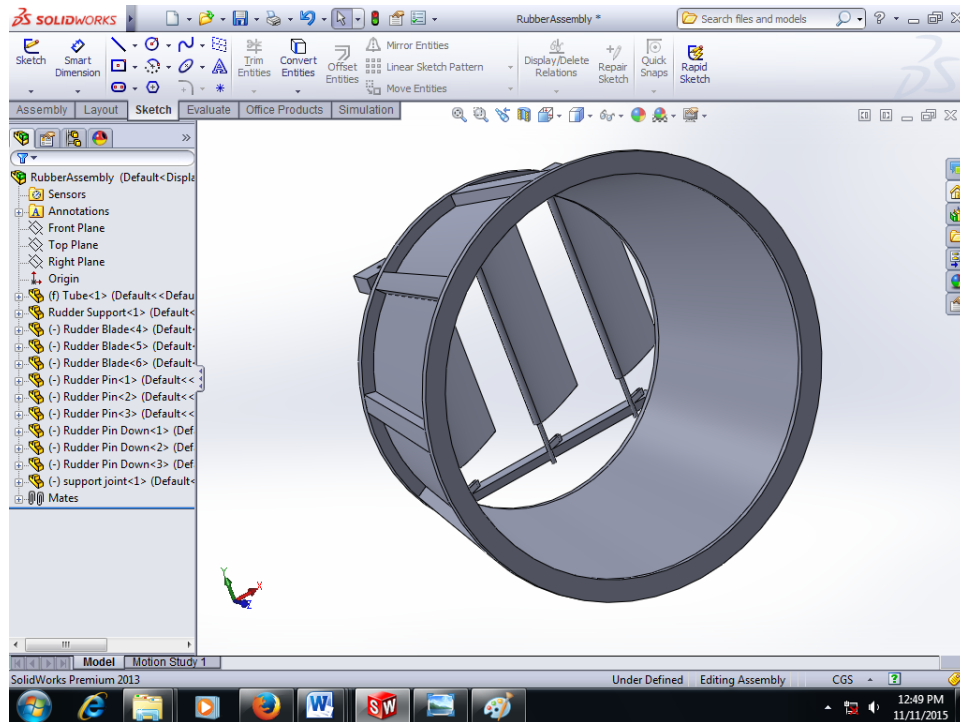 SOLIDWORKS
RubberAssembly *
Search files and models
Sketch
Smart Dimension
Trim Entities
Convert Entities
Offset Entities
Mirror Entities
Linear Sketch Pattern
Move Entities
Display/Delete Relations
Repair Sketch
Quick Snaps
Rapid Sketch
Assembly Layout Sketch Evaluate Office Products Simulation
RubberAssembly (Default<Displa
Sensors
A Annotations
Front Plane
Top Plane
Right Plane
Origin
(f) Tube<1> (Default<<Defau
Rudder Support<1> (Default<
(-) Rudder Blade<4> (Default‹
(-) Rudder Blade<5> (Default‹
(-) Rudder Blade<6> (Default‹
(-) Rudder Pin<1> (Default<<
(-) Rudder Pin<2> (Default<<
(-) Rudder Pin<3> (Default<<
(-) Rudder Pin Down<1> (Def
(-) Rudder Pin Down<2> (Def
(-) Rudder Pin Down<3> (Def
(-) support joint<1> (Default<
Mates
Y
X
Z
Model Motion Study 1
SolidWorks Premium 2013
Under Defined Editing Assembly CGS ?
W SW
12:49 PM
11/11/2015